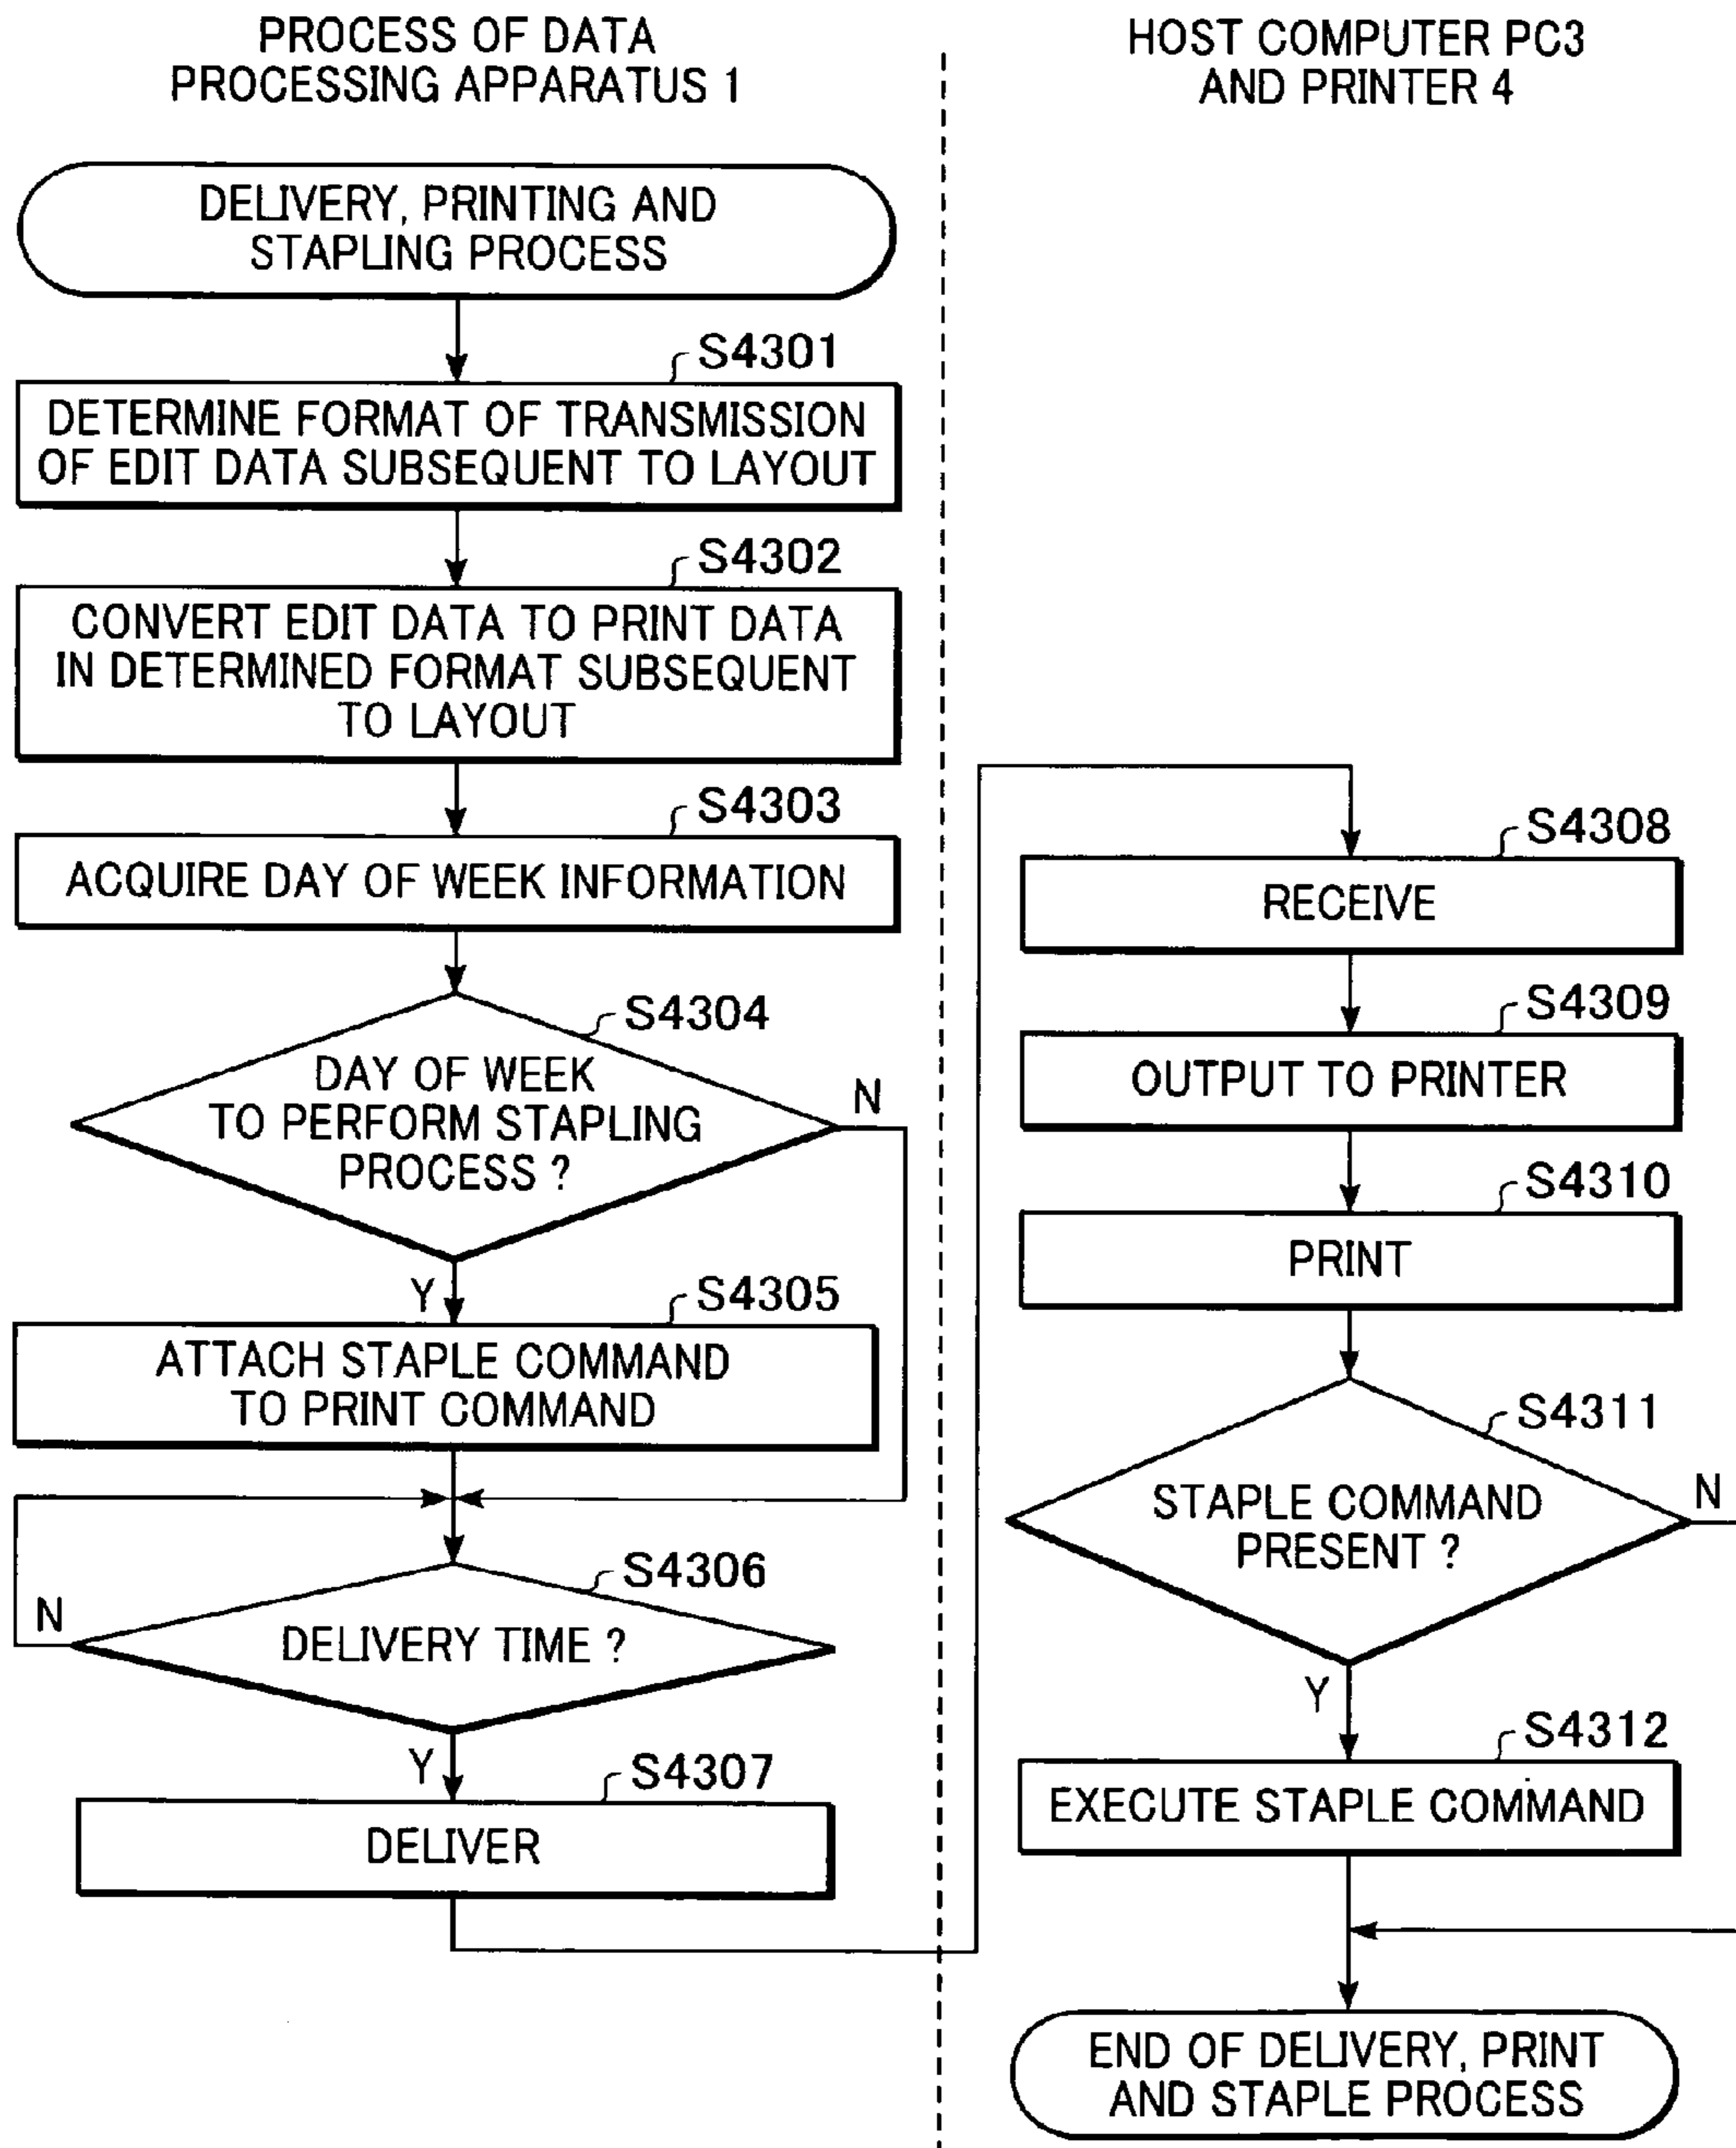 PROCESS OF DATA
PROCESSING APPARATUS 1
DELIVERY, PRINTING AND
STAPLING PROCESS
S4301
DETERMINE FORMAT OF TRANSMISSION
OF EDIT DATA SUBSEQUENT TO LAYOUT
S4302
CONVERT EDIT DATA TO PRINT DATA
IN DETERMINED FORMAT SUBSEQUENT
TO LAYOUT
S4303
ACQUIRE DAY OF WEEK INFORMATION
S4304
DAY OF WEEK
TO PERFORM STAPLING
PROCESS ?
N
Y
S4305
ATTACH STAPLE COMMAND
TO PRINT COMMAND
S4306
DELIVERY TIME ?
N
Y
S4307
DELIVER
HOST COMPUTER PC3
AND PRINTER 4
S4308
RECEIVE
S4309
OUTPUT TO PRINTER
S4310
PRINT
S4311
STAPLE COMMAND
PRESENT ?
N
Y
S4312
EXECUTE STAPLE COMMAND
END OF DELIVERY, PRINT
AND STAPLE PROCESS